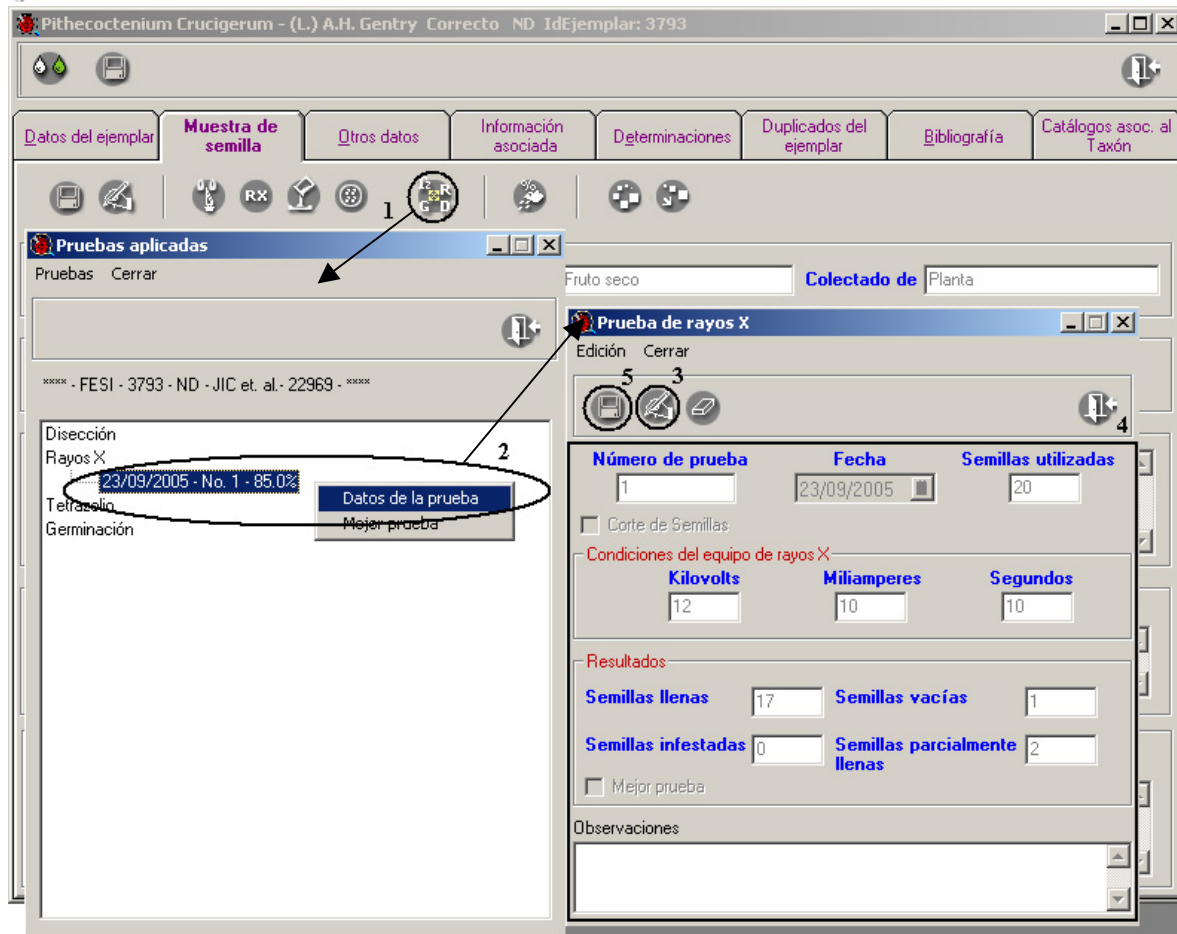 Pithecoctenium Crucigerum - (L.) A.H. Gentry Correcto ND IdEjemplar: 3793
Datos del ejemplar
Muestra de semilla
Otros datos
Información asociada
Determinaciones
Duplicados del ejemplar
Bibliografía
Catálogos asoc. al Taxón
RX
1
I2 R
G D
%
Pruebas aplicadas
Pruebas Cerrar
Fruto seco
Colectado de Planta
**** - FESI - 3793 - ND - JIC et. al.- 22969 - ****
Disección
Rayos X
23/09/2005 - No. 1 - 85.0%
Tetrazolio
Germinación
2
Datos de la prueba
Mejor prueba
Prueba de rayos X
Edición Cerrar
5 3
4
Número de prueba Fecha Semillas utilizadas
1 23/09/2005 20
Corte de Semillas
Condiciones del equipo de rayos X
Kilovolts Miliamperes Segundos
12 10 10
Resultados
Semillas llenas 17 Semillas vacías 1
Semillas infestadas 0 Semillas parcialmente llenas 2
Mejor prueba
Observaciones